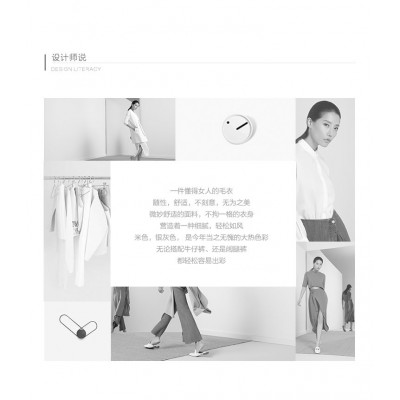 设计师说
DESIGN LITERACY
一件懂得女人的毛衣
随性，舒适，不刻意，无为之美
微妙舒适的面料，不拘一格的衣身
营造着一种细腻，轻松如风
米色，银灰色， 是今年当之无愧的大热色彩
无论搭配牛仔裤、还是阔腿裤
都轻松容易出彩